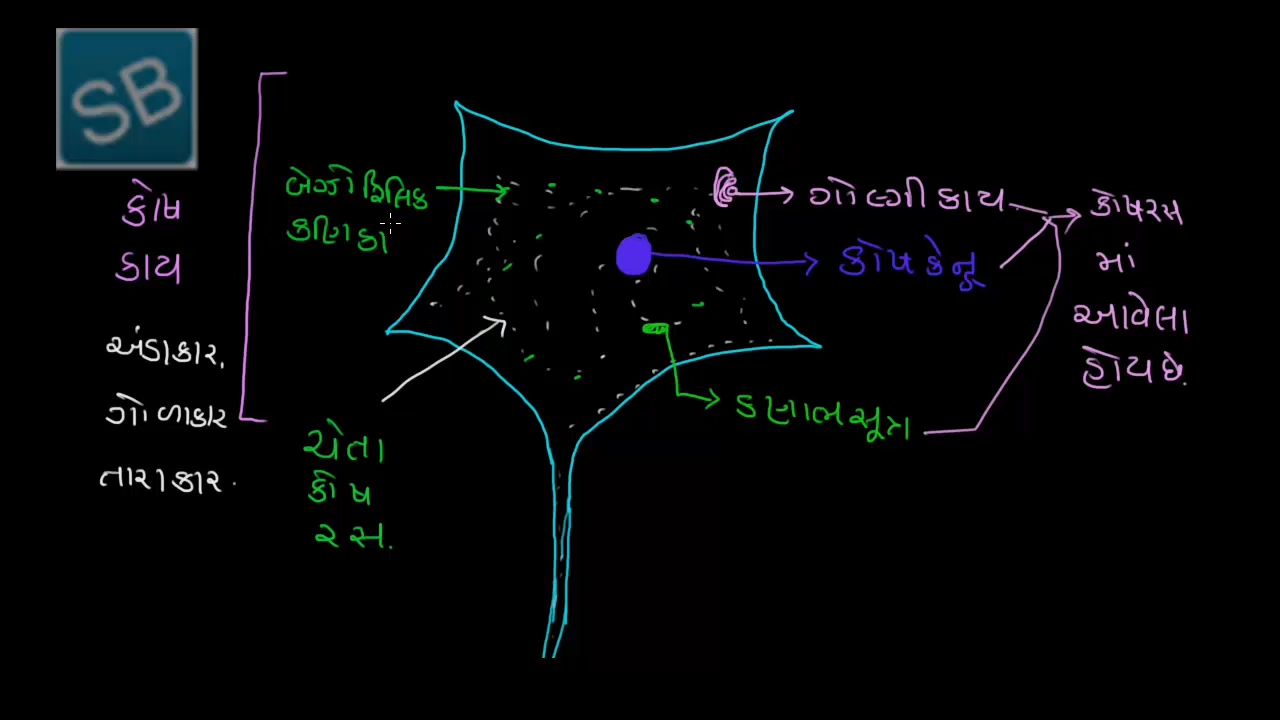 SB
કોષ
કાય
અંડાકાર.
ગોળાકાર
તારાકાર.
બેઝોફિલિક
કણિકા
ચેતા
કોષ
રસ.
ગોલ્ગીકાય
કોષકેન્દ્ર
કણાભસૂત્ર
કોષરસ
માં
આવેલા
હોય છે.